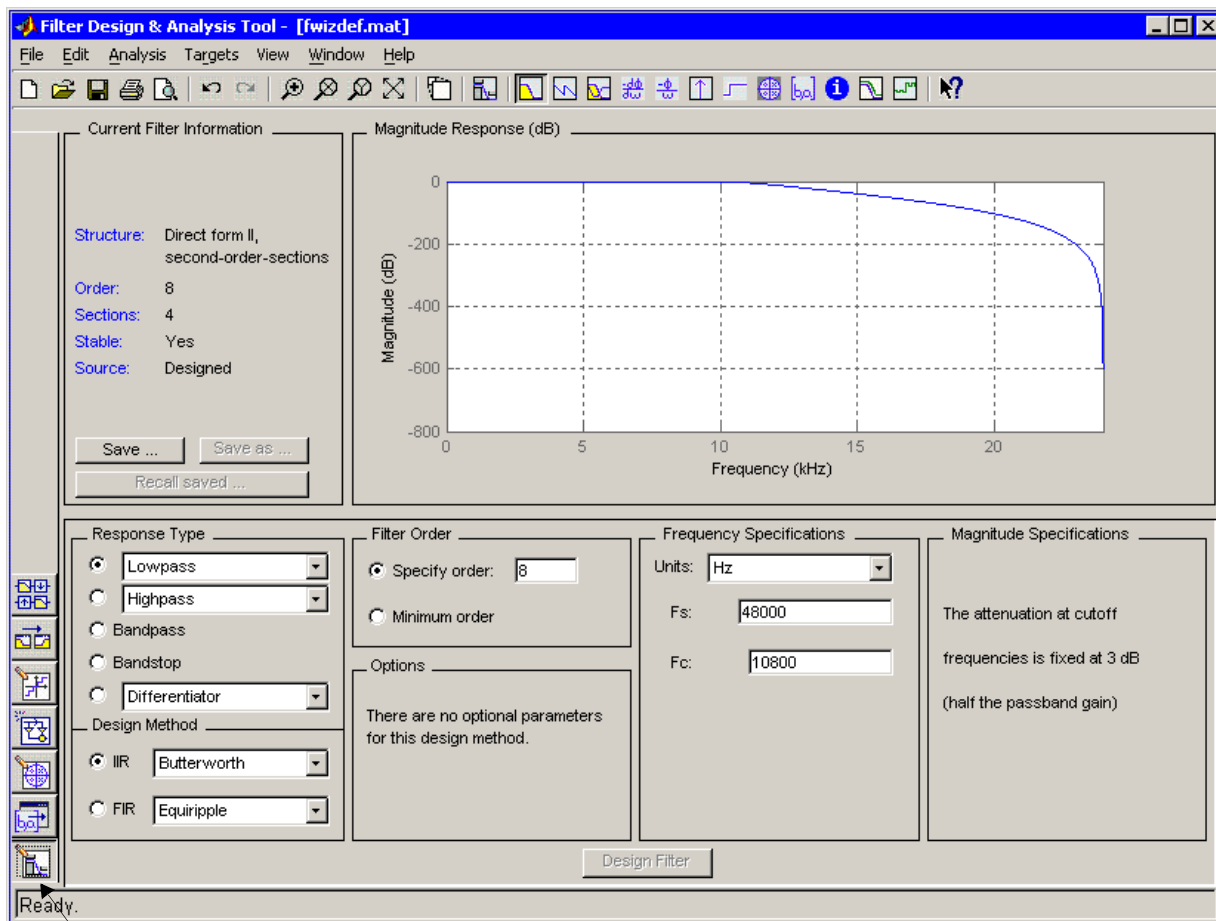 Filter Design & Analysis Tool - [fwizdef.mat]
File Edit Analysis Targets View Window Help
Current Filter Information
Structure: Direct form II,
second-order-sections
Order: 8
Sections: 4
Stable: Yes
Source: Designed
Save ... Save as ...
Recall saved ...
Magnitude Response (dB)
0
-200
-400
-600
-800
Magnitude (dB)
0 5 10 15 20
Frequency (kHz)
Response Type
Lowpass
Highpass
Bandpass
Bandstop
Differentiator
Design Method
IIR Butterworth
FIR Equiripple
Filter Order
Specify order: 8
Minimum order
Options
There are no optional parameters
for this design method.
Frequency Specifications
Units: Hz
Fs: 48000
Fc: 10800
Magnitude Specifications
The attenuation at cutoff
frequencies is fixed at 3 dB
(half the passband gain)
Design Filter
Ready.